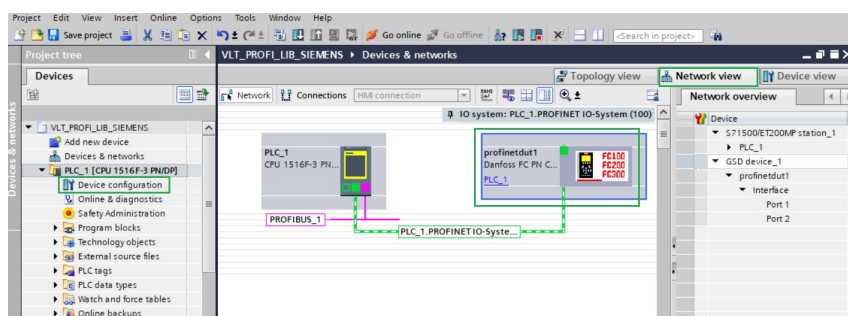 Project Edit View Insert Online Options Tools Window Help
Save project Go online Go offline <Search in project>
Project tree VLT_PROFI_LIB_SIEMENS Devices & networks
Devices Topology view Network view Device view
Network Connections HMI connection Network overview
IO system: PLC_1.PROFINET IO-System (100) Device
VLT_PROFI_LIB_SIEMENS
Add new device
Devices & networks
PLC_1 [CPU 1516F-3 PN/DP]
Device configuration
Online & diagnostics
Safety Administration
Program blocks
Technology objects
External source files
PLC tags
PLC data types
Watch and force tables
Online backups
Devices & networks
PLC_1
CPU 1516F-3 PN...
profinetdut1
Danfoss FC PN C...
PLC_1
FC100
FC200
FC300
PROFIBUS_1
PLC_1.PROFINET IO-Syste...
S71500/ET200MP station_1
PLC_1
GSD device_1
profinetdut1
Interface
Port 1
Port 2